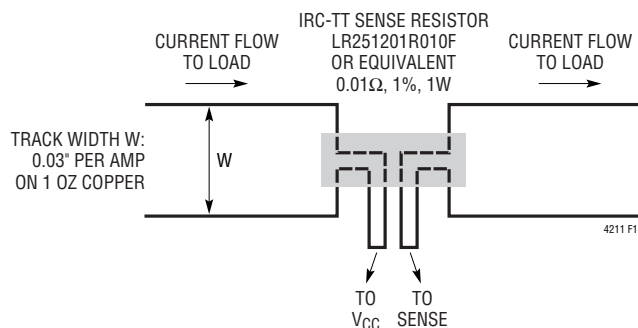 IRC-TT SENSE RESISTOR
LR251201R010F
OR EQUIVALENT
0.01Ω, 1%, 1W
CURRENT FLOW
TO LOAD
CURRENT FLOW
TO LOAD
TRACK WIDTH W:
0.03" PER AMP
ON 1 OZ COPPER
W
4211 F1
TO
VCC
TO
SENSE